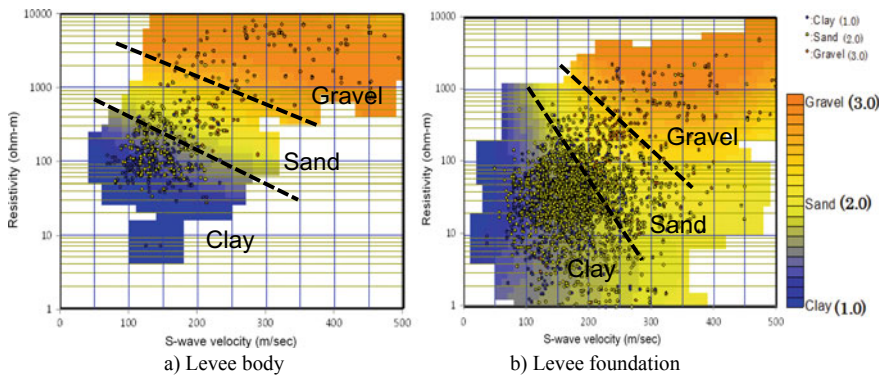 10000
1000
100
10
1
Resistivity (ohm-m)
0 100 200 300 400 500
S-wave velocity (m/sec)
Gravel
Sand
Clay
a) Levee body
10000
1000
100
10
1
Resistivity (ohm-m)
0 100 200 300 400 500
S-wave velocity (m/sec)
Gravel
Sand
Clay
b) Levee foundation
:Clay (1.0)
:Sand (2.0)
:Gravel (3.0)
Gravel (3.0)
Sand (2.0)
Clay (1.0)